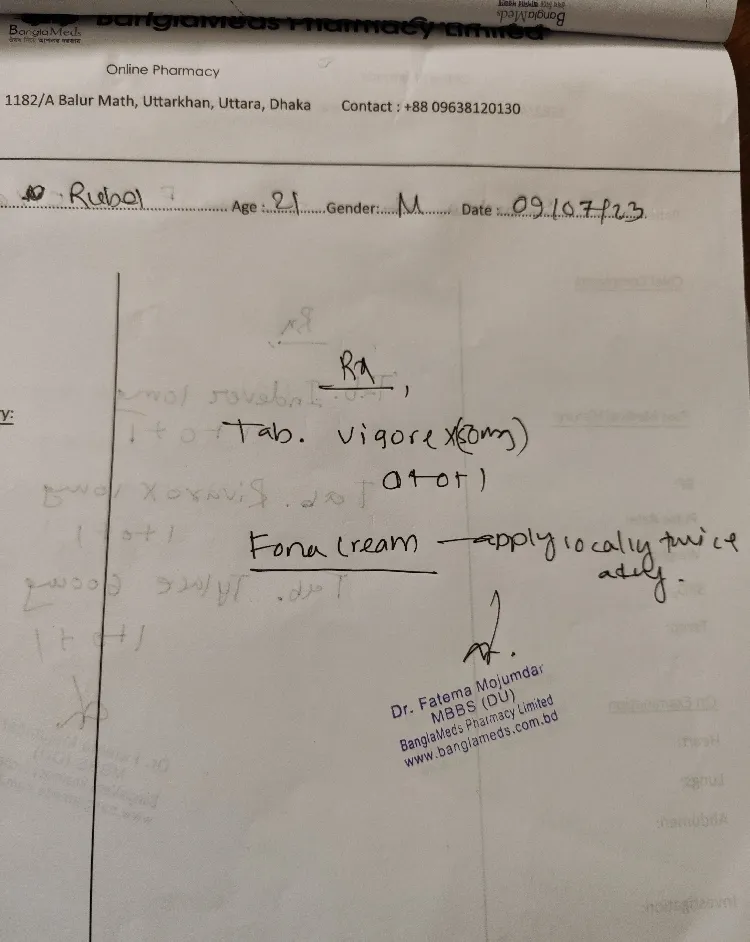 BanglaMeds
BanglaMeds Pharmacy Limited
BanglaMeds
Online Pharmacy
1182/A Balur Math, Uttarkhan, Uttara, Dhaka Contact : +88 09638120130
Rubel Age : 21 Gender: M Date : 09/07/23
y:
Rx,
Tab. Vigorex (50mg)
0+0+1
Fona Cream — apply locally twice
Dr. Fatema Mojumdar
MBBS (DU)
BanglaMeds Pharmacy Limited
www.banglameds.com.bd